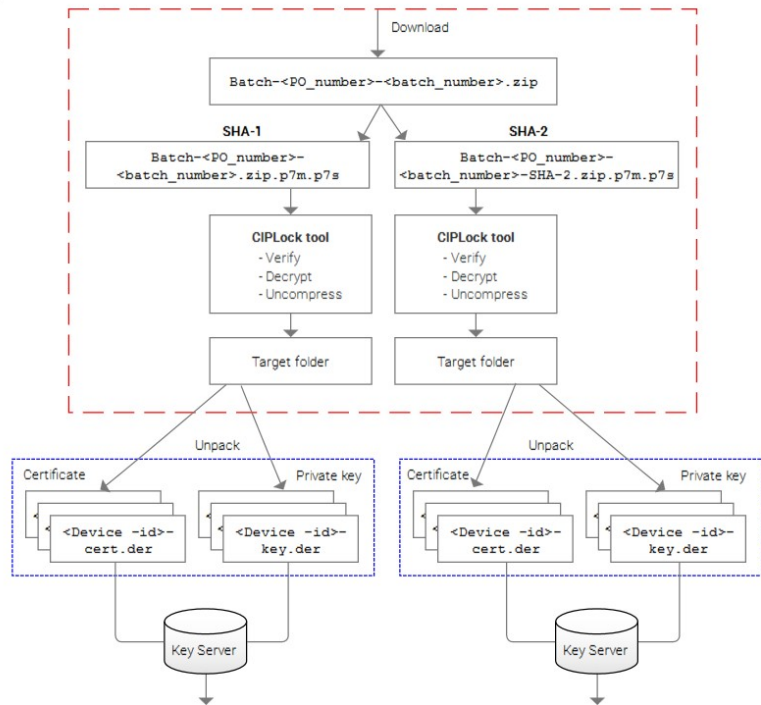 Download
Batch-<PO_number>-<batch_number>.zip
SHA-1
SHA-2
Batch-<PO_number>-
<batch_number>.zip.p7m.p7s
Batch-<PO_number>-
<batch_number>-SHA-2.zip.p7m.p7s
CIPLock tool
- Verify
- Decrypt
- Uncompress
CIPLock tool
- Verify
- Decrypt
- Uncompress
Target folder
Target folder
Unpack
Unpack
Certificate
Private key
<Device -id>-
cert.der
<Device -id>-
key.der
Certificate
Private key
<Device -id>-
cert.der
<Device -id>-
key.der
Key Server
Key Server